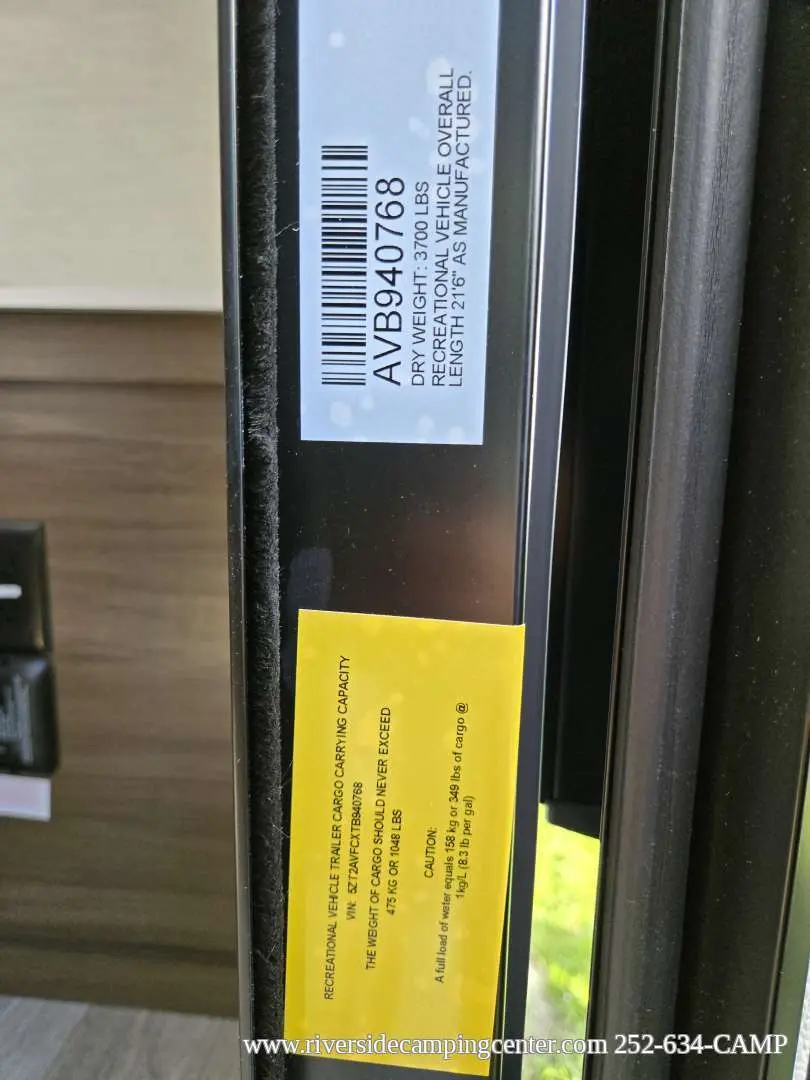 AVB940768
DRY WEIGHT: 3700 LBS
RECREATIONAL VEHICLE OVERALL
LENGTH 21'6" AS MANUFACTURED.
RECREATIONAL VEHICLE TRAILER CARGO CARRYING CAPACITY
VIN: 5ZT2AVFCXTB940768
THE WEIGHT OF CARGO SHOULD NEVER EXCEED
475 KG OR 1048 LBS
CAUTION:
A full load of water equals 158 kg or 349 lbs of cargo @
1kg/L (8.3 lb per gal)
www.riversidecampingcenter.com 252-634-CAMP